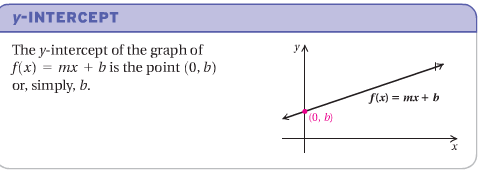 y-INTERCEPT
The y-intercept of the graph of
f(x) = mx + b is the point (0, b)
or, simply, b.
y
f(x) = mx + b
(0, b)
x